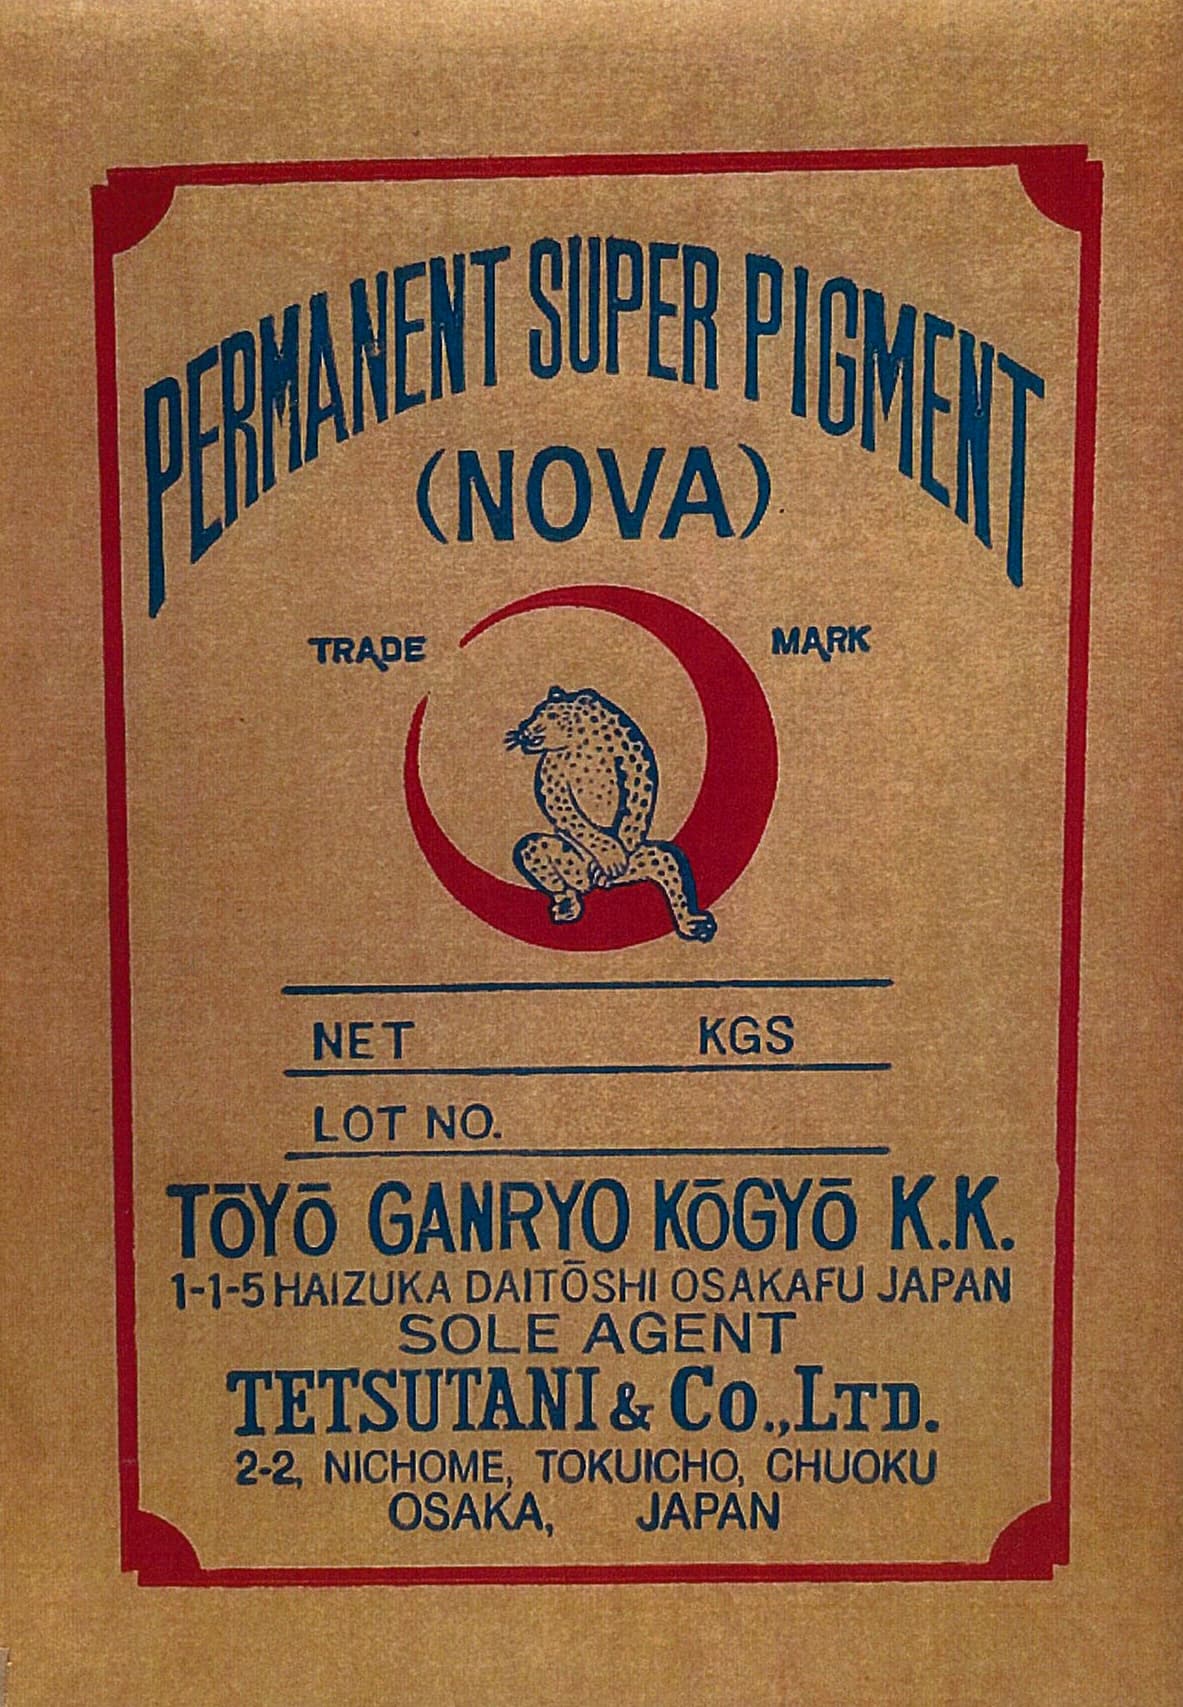 PERMANENT SUPER PIGMENT
(NOVA)
TRADE MARK
NET KGS
LOT NO.
TŌYŌ GANRYO KŌGYŌ K.K.
1-1-5 HAIZUKA DAITŌSHI OSAKAFU JAPAN
SOLE AGENT
TETSUTANI & CO., LTD.
2-2, NICHOME, TOKUICHO, CHUOKU
OSAKA, JAPAN